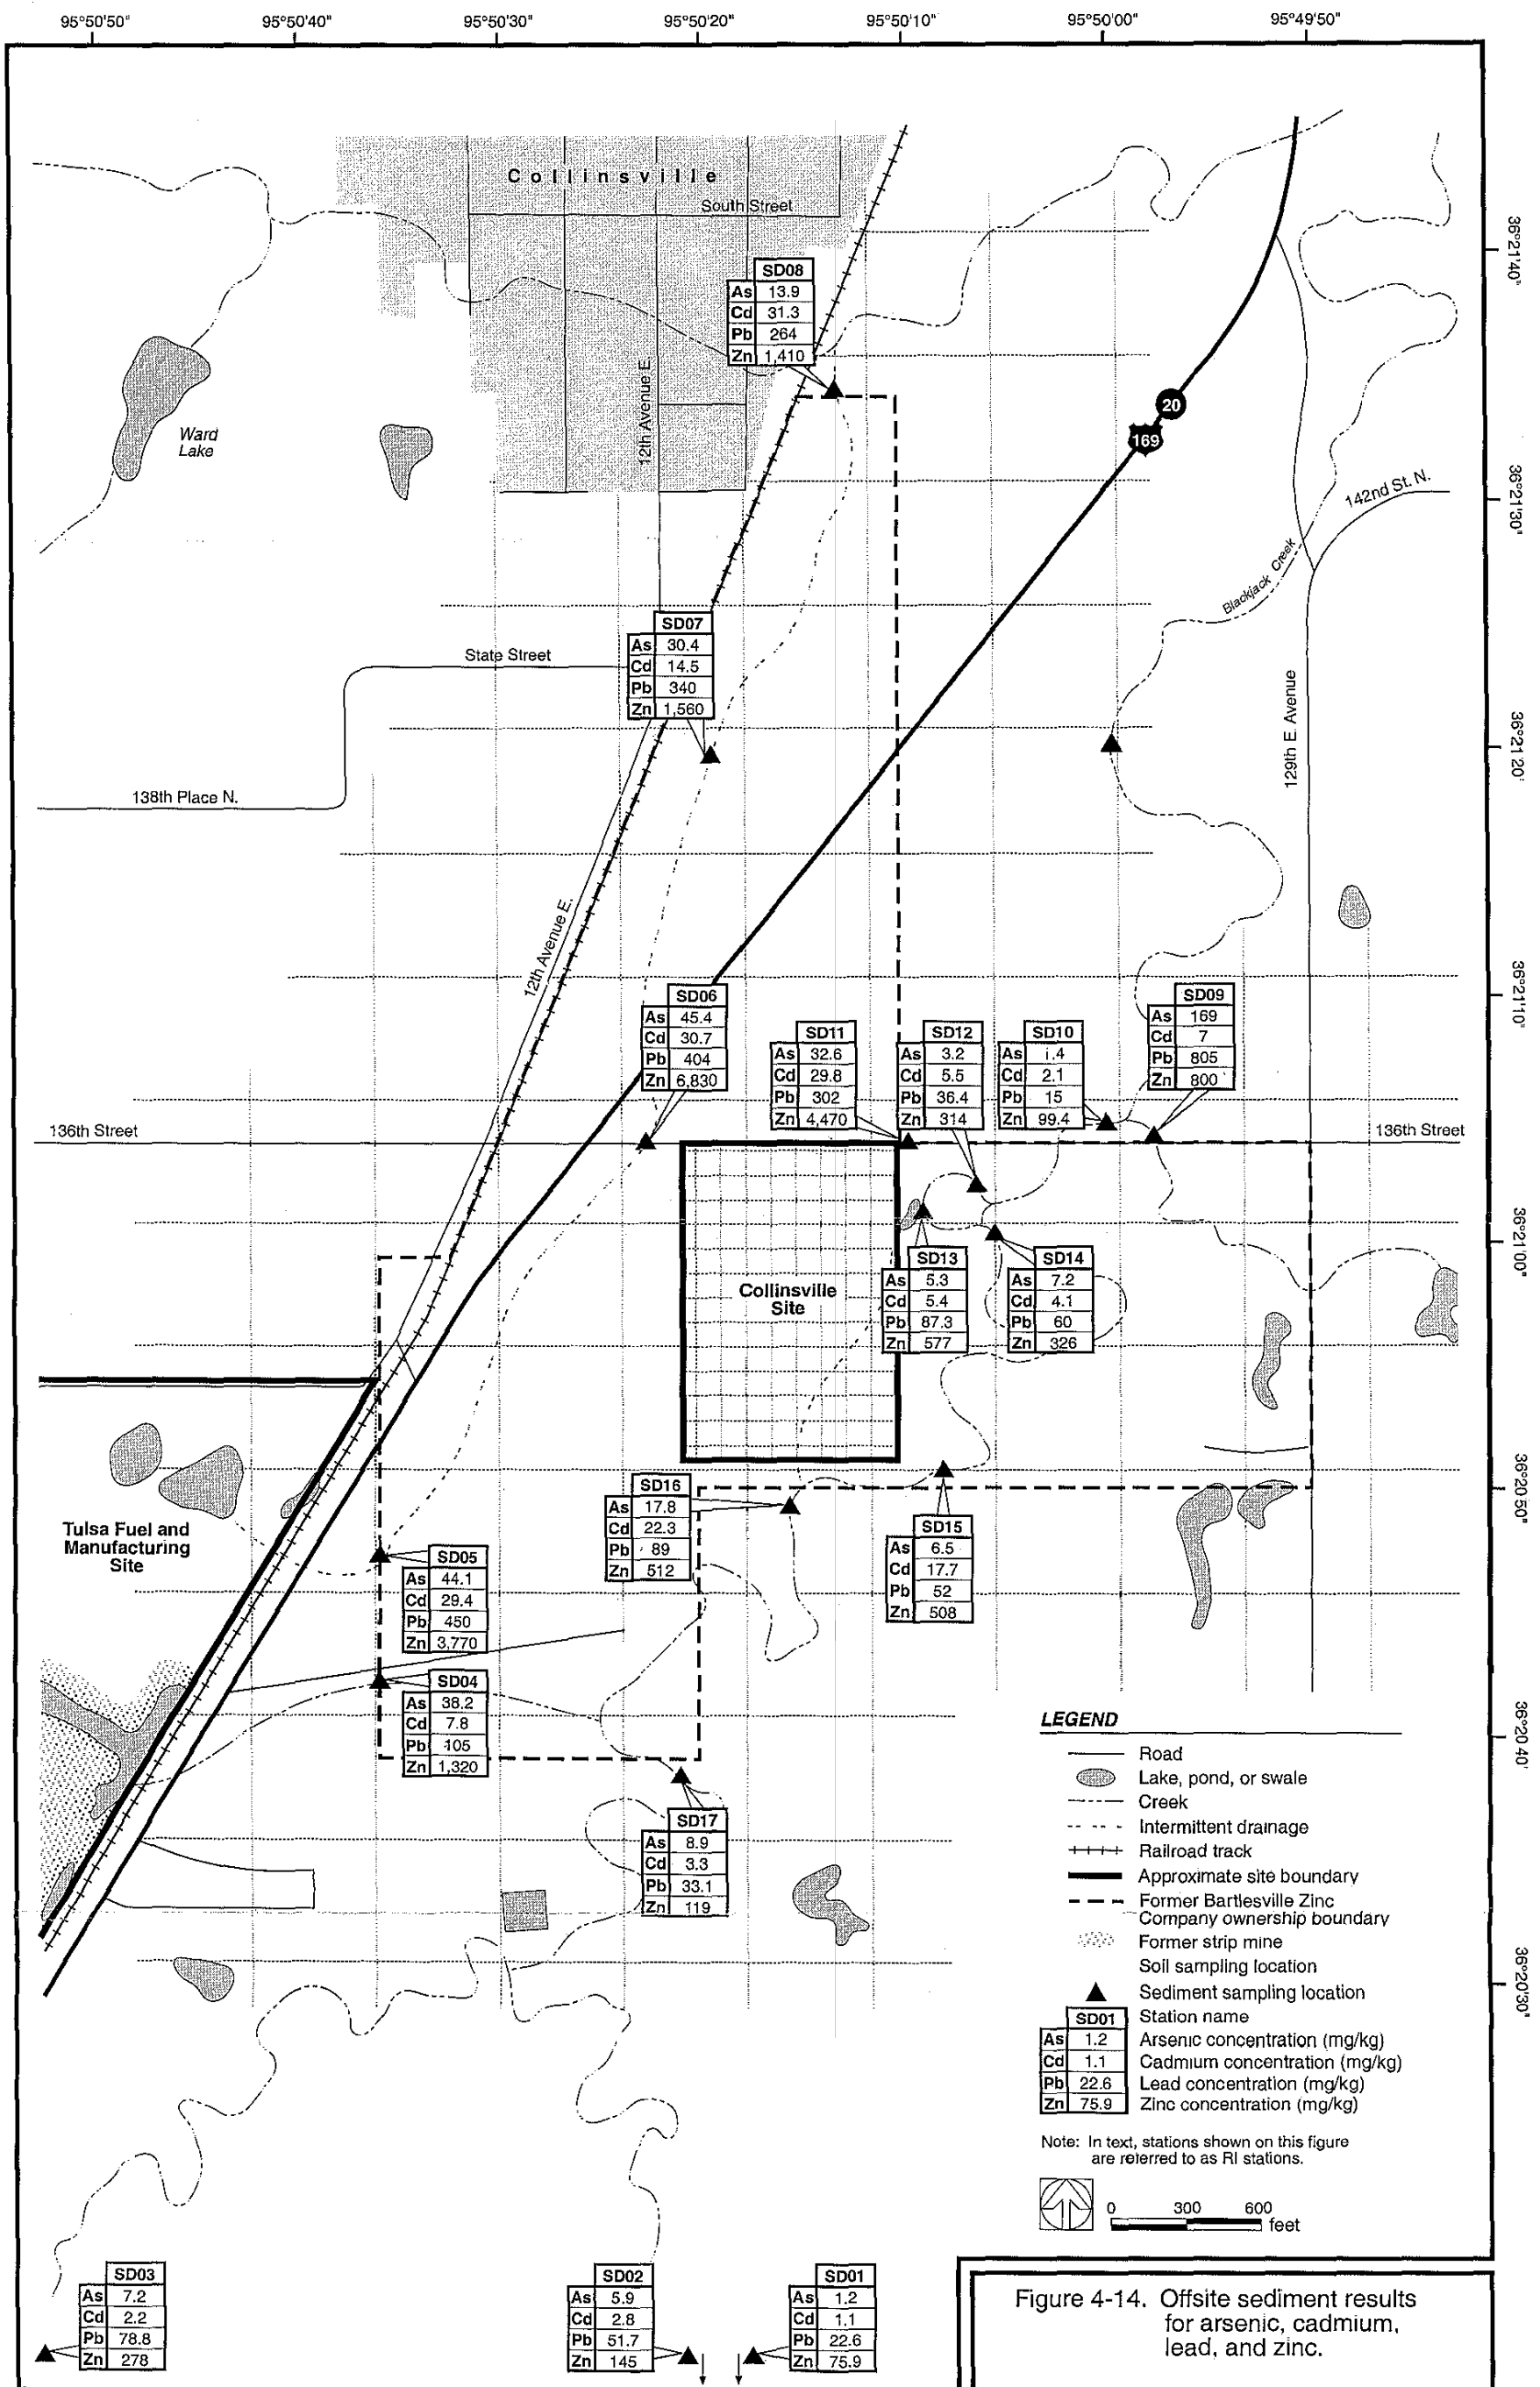 95°50'50"
95°50'40"
95°50'30"
95°50'20"
95°50'10"
95°50'00"
95°49'50"
Collinsville
South Street
36°21'40"
SD08
As 13.9
Cd 31.3
Pb 264
Zn 1,410
12th Avenue E.
20
169
Ward
Lake
142nd St. N.
36°21'30"
Blackjack Creek
SD07
As 30.4
Cd 14.5
Pb 340
Zn 1,560
State Street
129th E. Avenue
36°21'20"
138th Place N.
12th Avenue E.
36°21'10"
SD06
As 45.4
Cd 30.7
Pb 404
Zn 6,830
SD11
As 32.6
Cd 29.8
Pb 302
Zn 4,470
SD12
As 3.2
Cd 5.5
Pb 36.4
Zn 314
SD10
As 1.4
Cd 2.1
Pb 15
Zn 99.4
SD09
As 169
Cd 7
Pb 805
Zn 800
136th Street
136th Street
36°21'00"
Collinsville
Site
SD13
As 5.3
Cd 5.4
Pb 87.3
Zn 577
SD14
As 7.2
Cd 4.1
Pb 60
Zn 326
36°20'50"
Tulsa Fuel and
Manufacturing
Site
SD16
As 17.8
Cd 22.3
Pb 89
Zn 512
SD15
As 6.5
Cd 17.7
Pb 52
Zn 508
SD05
As 44.1
Cd 29.4
Pb 450
Zn 3,770
SD04
As 38.2
Cd 7.8
Pb 105
Zn 1,320
36°20'40"
SD17
As 8.9
Cd 3.3
Pb 33.1
Zn 119
36°20'30"
LEGEND
Road
Lake, pond, or swale
Creek
Intermittent drainage
Railroad track
Approximate site boundary
Former Bartlesville Zinc
Company ownership boundary
Former strip mine
Soil sampling location
Sediment sampling location
SD01 Station name
As 1.2 Arsenic concentration (mg/kg)
Cd 1.1 Cadmium concentration (mg/kg)
Pb 22.6 Lead concentration (mg/kg)
Zn 75.9 Zinc concentration (mg/kg)
Note: In text, stations shown on this figure
are referred to as RI stations.
0 300 600
feet
SD03
As 7.2
Cd 2.2
Pb 78.8
Zn 278
SD02
As 5.9
Cd 2.8
Pb 51.7
Zn 145
SD01
As 1.2
Cd 1.1
Pb 22.6
Zn 75.9
Figure 4-14. Offsite sediment results
for arsenic, cadmium,
lead, and zinc.